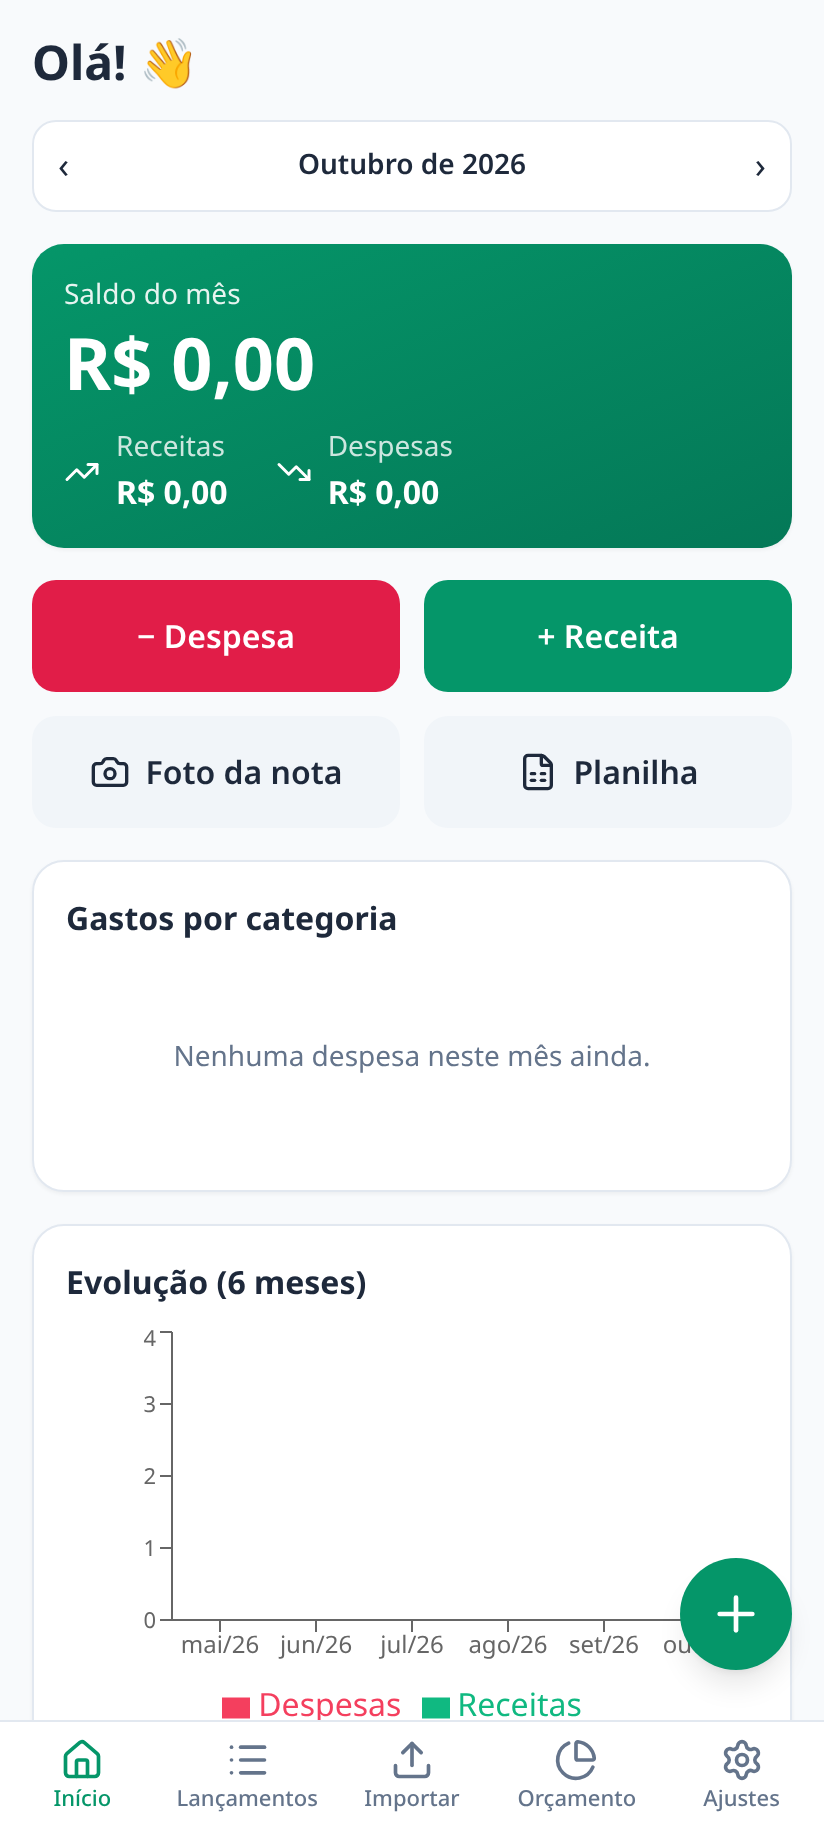 Olá! 👋
‹ Outubro de 2026 ›
Saldo do mês
R$ 0,00
Receitas Despesas
R$ 0,00 R$ 0,00
− Despesa + Receita
Foto da nota Planilha
Gastos por categoria
Nenhuma despesa neste mês ainda.
Evolução (6 meses)
4
3
2
1
0
mai/26 jun/26 jul/26 ago/26 set/26
Despesas Receitas
Início Lançamentos Importar Orçamento Ajustes